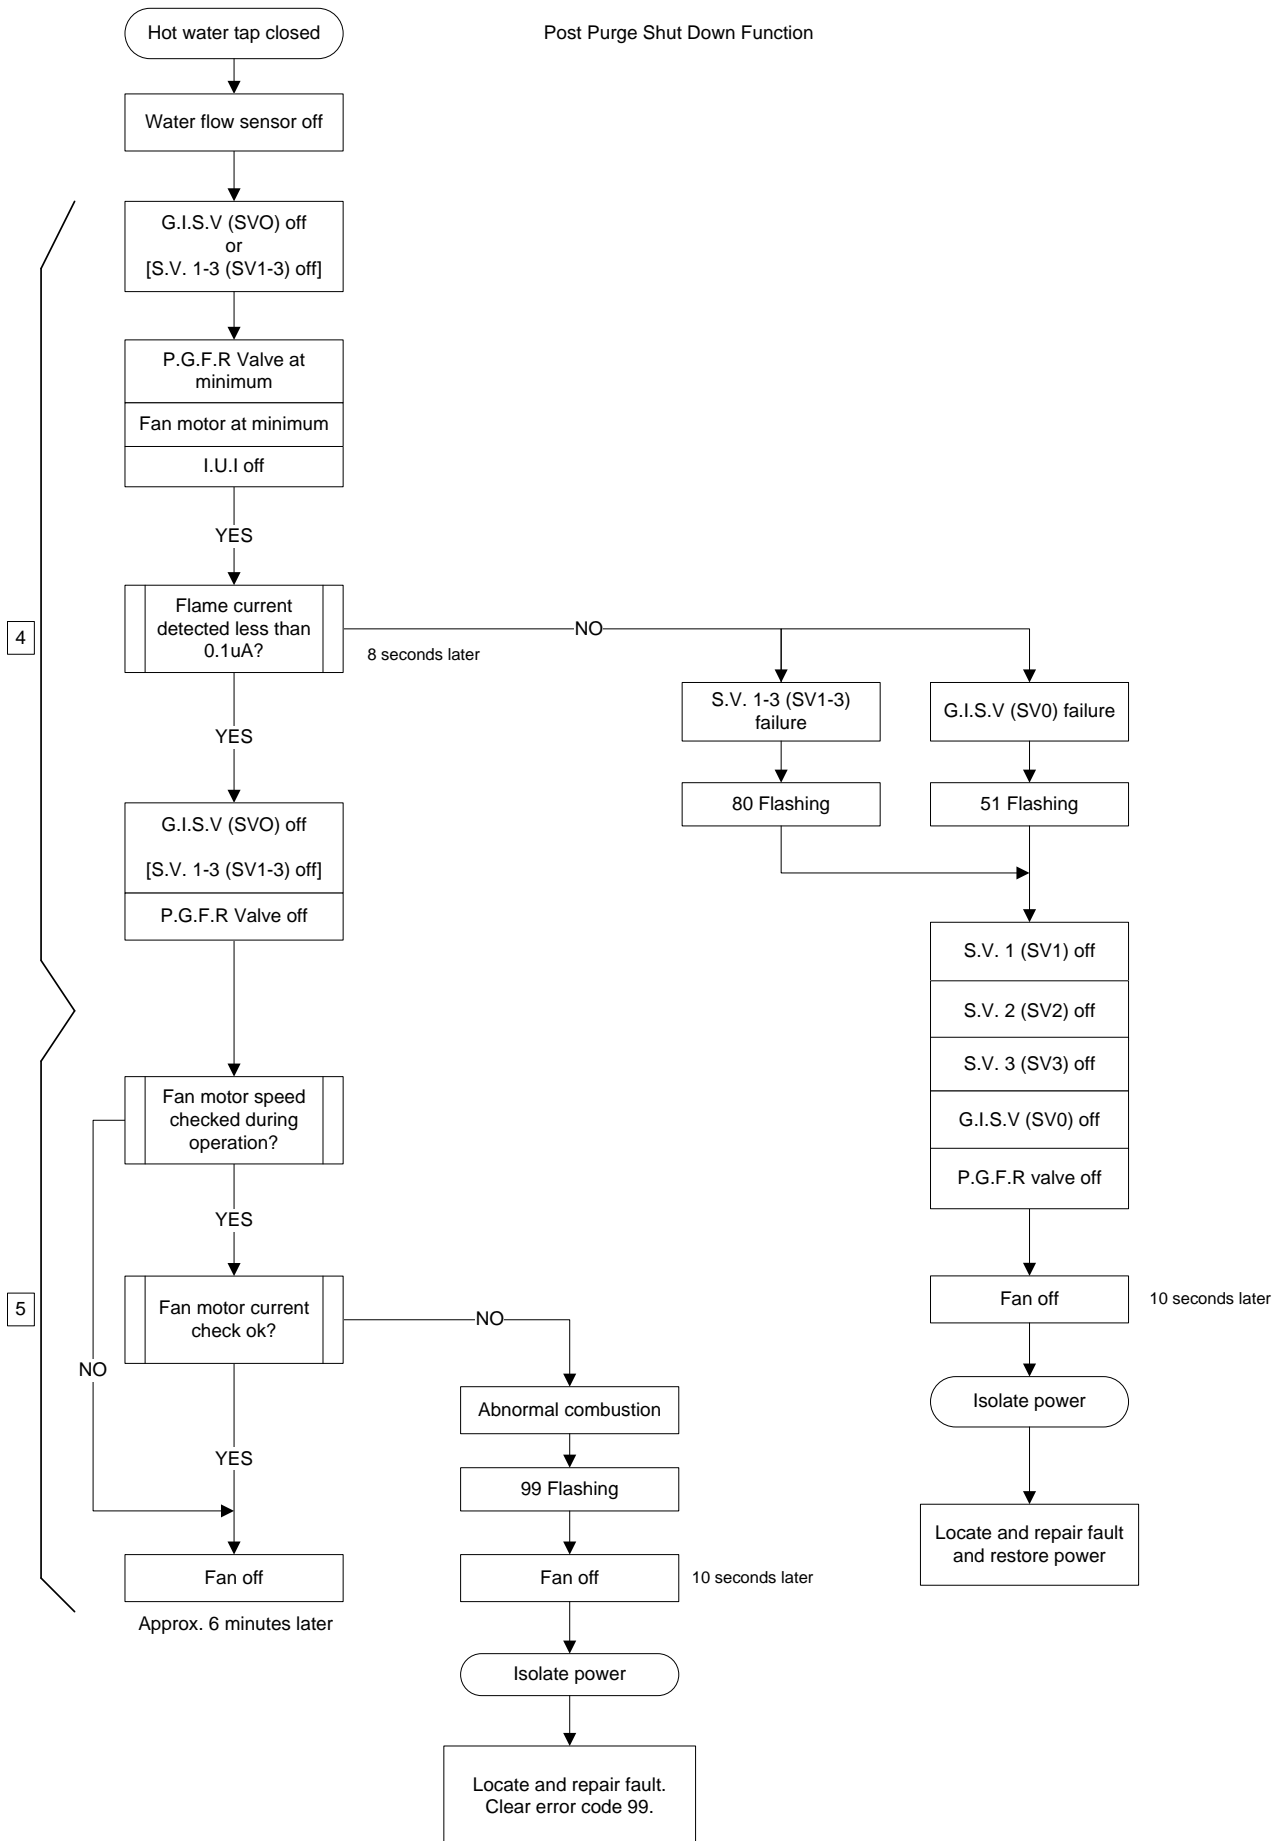 Hot water tap closed
Post Purge Shut Down Function
Water flow sensor off
G.I.S.V (SVO) off
or
[S.V. 1-3 (SV1-3) off]
P.G.F.R Valve at
minimum
Fan motor at minimum
I.U.I off
YES
4
Flame current
detected less than
0.1uA?
NO
8 seconds later
S.V. 1-3 (SV1-3)
failure
G.I.S.V (SV0) failure
YES
80 Flashing
51 Flashing
G.I.S.V (SVO) off
[S.V. 1-3 (SV1-3) off]
P.G.F.R Valve off
S.V. 1 (SV1) off
S.V. 2 (SV2) off
S.V. 3 (SV3) off
G.I.S.V (SV0) off
P.G.F.R valve off
Fan motor speed
checked during
operation?
YES
5
Fan motor current
check ok?
NO
Fan off
10 seconds later
NO
Isolate power
Abnormal combustion
YES
99 Flashing
Locate and repair fault
and restore power
Fan off
Approx. 6 minutes later
Fan off
10 seconds later
Isolate power
Locate and repair fault.
Clear error code 99.